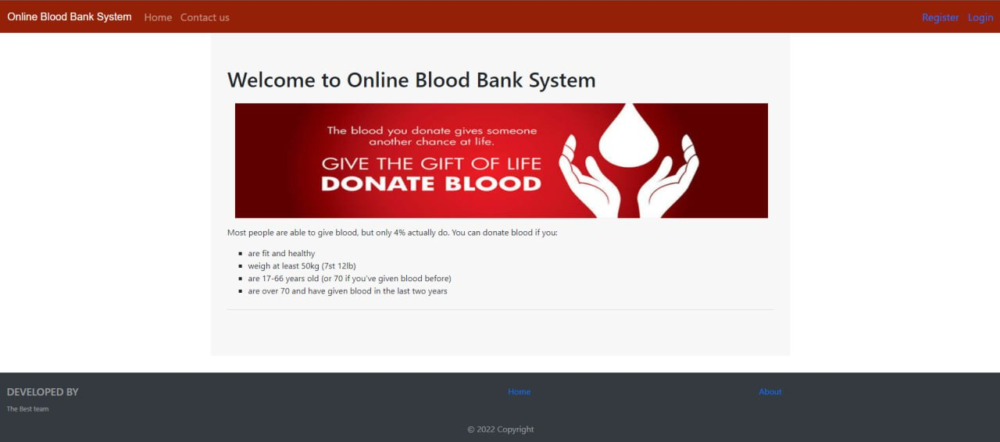 Online Blood Bank System Home Contact us Register Login
Welcome to Online Blood Bank System
The blood you donate gives someone
another chance at life.
GIVE THE GIFT OF LIFE
DONATE BLOOD
Most people are able to give blood, but only 4% actually do. You can donate blood if you:
are fit and healthy
weigh at least 50kg (7st 12lb)
are 17-66 years old (or 70 if you've given blood before)
are over 70 and have given blood in the last two years
DEVELOPED BY Home About
The Best team
© 2022 Copyright